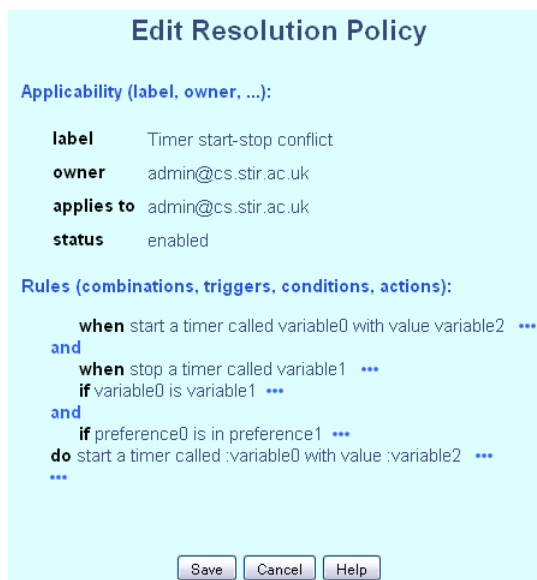 Edit Resolution Policy
Applicability (label, owner, ...):
label Timer start-stop conflict
owner admin@cs.stir.ac.uk
applies to admin@cs.stir.ac.uk
status enabled
Rules (combinations, triggers, conditions, actions):
when start a timer called variable0 with value variable2 •••
and
when stop a timer called variable1 •••
if variable0 is variable1 •••
and
if preference0 is in preference1 •••
do start a timer called :variable0 with value :variable2 •••
•••
Save Cancel Help